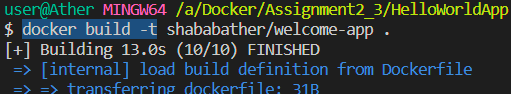 user@Ather MINGW64 /a/Docker/Assignment2_3/HelloWorldApp
$ docker build -t shababather/welcome-app .
[+] Building 13.0s (10/10) FINISHED
=> [internal] load build definition from Dockerfile
=> => transferring dockerfile: 31B